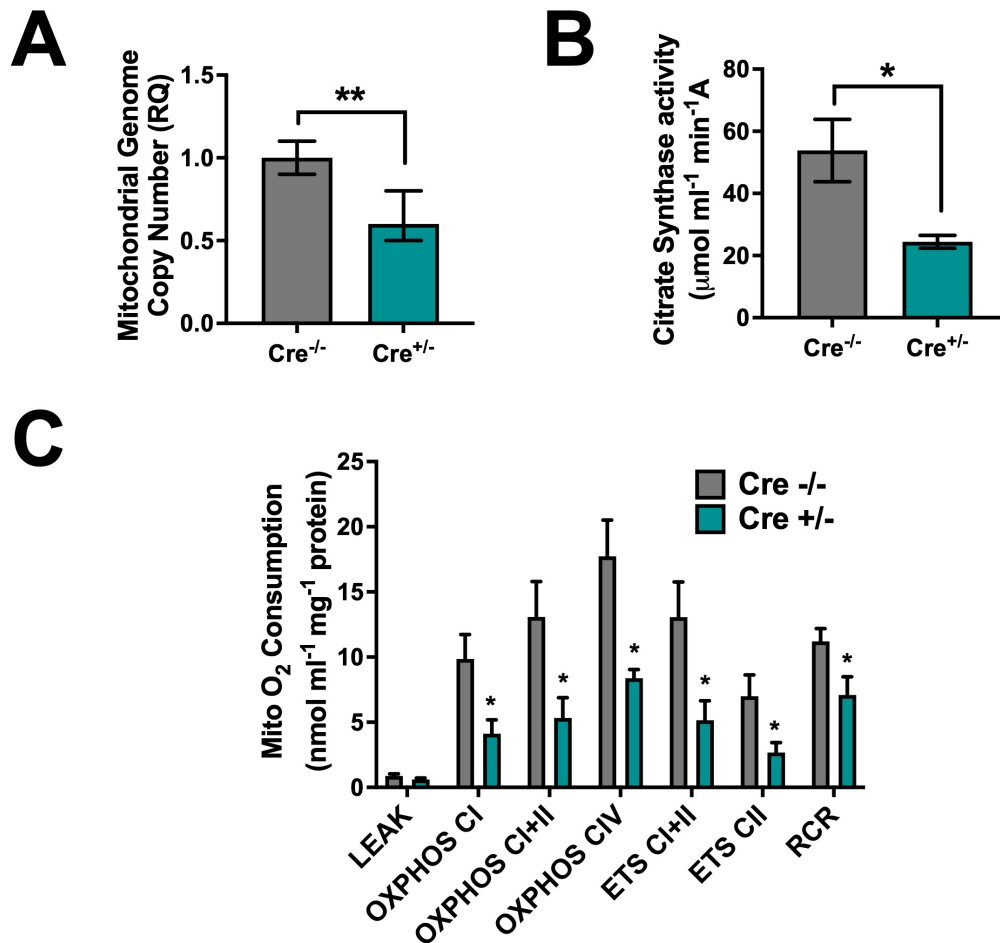 A
Mitochondrial Genome
Copy Number (RQ)
1.5
1.0
0.5
0.0
**
Cre-/-
Cre+/-
B
Citrate Synthase activity
(µmol ml-1 min-1A
80
60
40
20
0
*
Cre-/-
Cre+/-
C
Mito O2 Consumption
(nmol ml-1 mg-1 protein)
25
20
15
10
5
0
Cre -/-
Cre +/-
*
*
*
*
*
*
LEAK
OXPHOS CI
OXPHOS CI+II
OXPHOS CIV
ETS CI+II
ETS CII
RCR